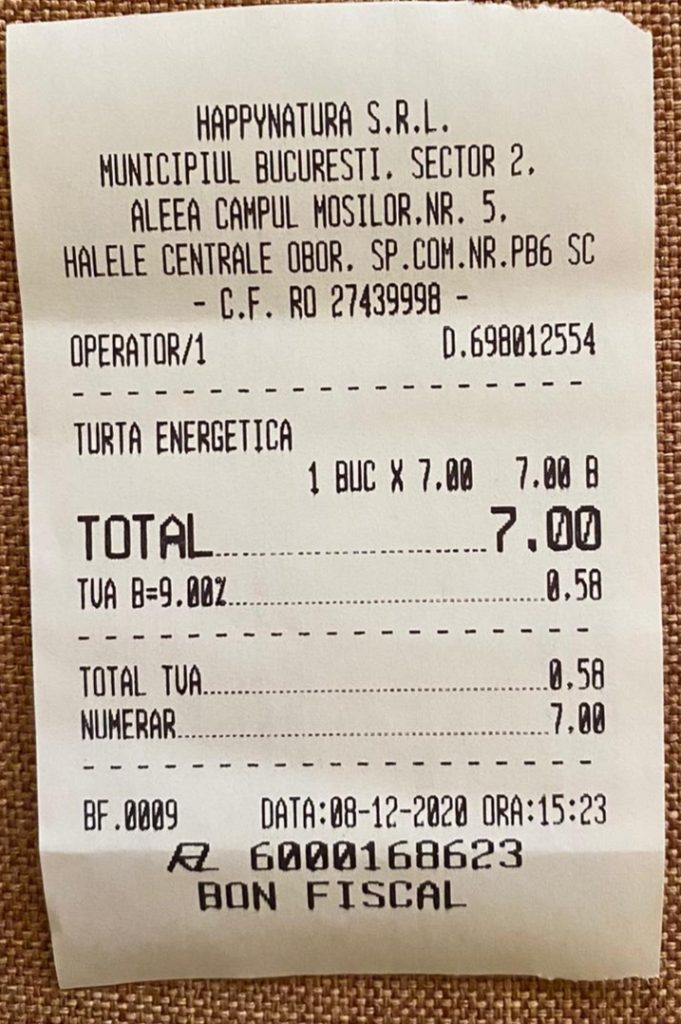 HAPPYNATURA S.R.L.
MUNICIPIUL BUCURESTI. SECTOR 2.
ALEEA CAMPUL MOSILOR.NR. 5.
HALELE CENTRALE OBOR. SP.COM.NR.PB6 SC
- C.F. RO 27439998 -
OPERATOR/1 D.698012554
TURTA ENERGETICA
1 BUC X 7.00 7.00 B
TOTAL 7.00
TVA B=9.00% 0.58
TOTAL TVA 0.58
NUMERAR 7.00
BF.0009 DATA:08-12-2020 ORA:15:23
6000168623
BON FISCAL